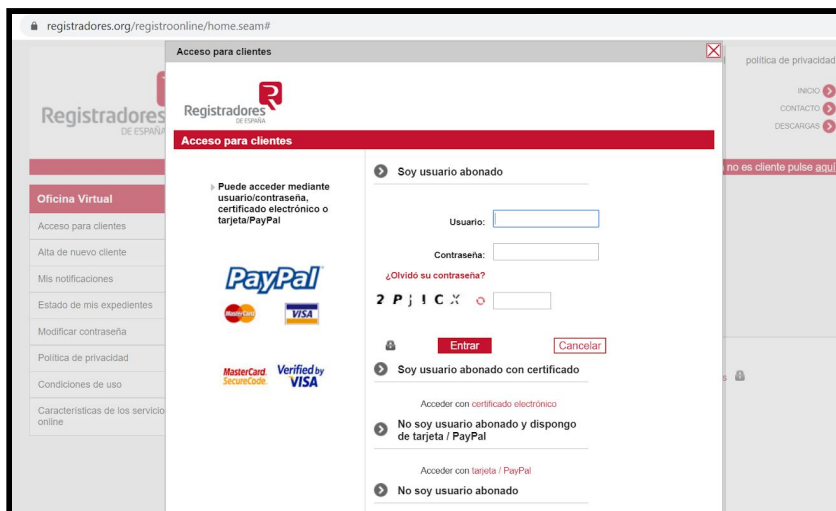 registradores.org/registroonline/home.seam#
Acceso para clientes
política de privacidad
INICIO
CONTACTO
DESCARGAS
Registradores
DE ESPAÑA
Registradores
DE ESPAÑA
Acceso para clientes
no es cliente pulse aquí
Oficina Virtual
Acceso para clientes
Alta de nuevo cliente
Mis notificaciones
Estado de mis expedientes
Modificar contraseña
Política de privacidad
Condiciones de uso
Características de los servicio
online
Puede acceder mediante
usuario/contraseña,
certificado electrónico o
tarjeta/PayPal
PayPal
MasterCard VISA
MasterCard. SecureCode. Verified by VISA
Soy usuario abonado
Usuario:
Contraseña:
¿Olvidó su contraseña?
Entrar Cancelar
Soy usuario abonado con certificado
Acceder con certificado electrónico
No soy usuario abonado y dispongo
de tarjeta / PayPal
Acceder con tarjeta / PayPal
No soy usuario abonado